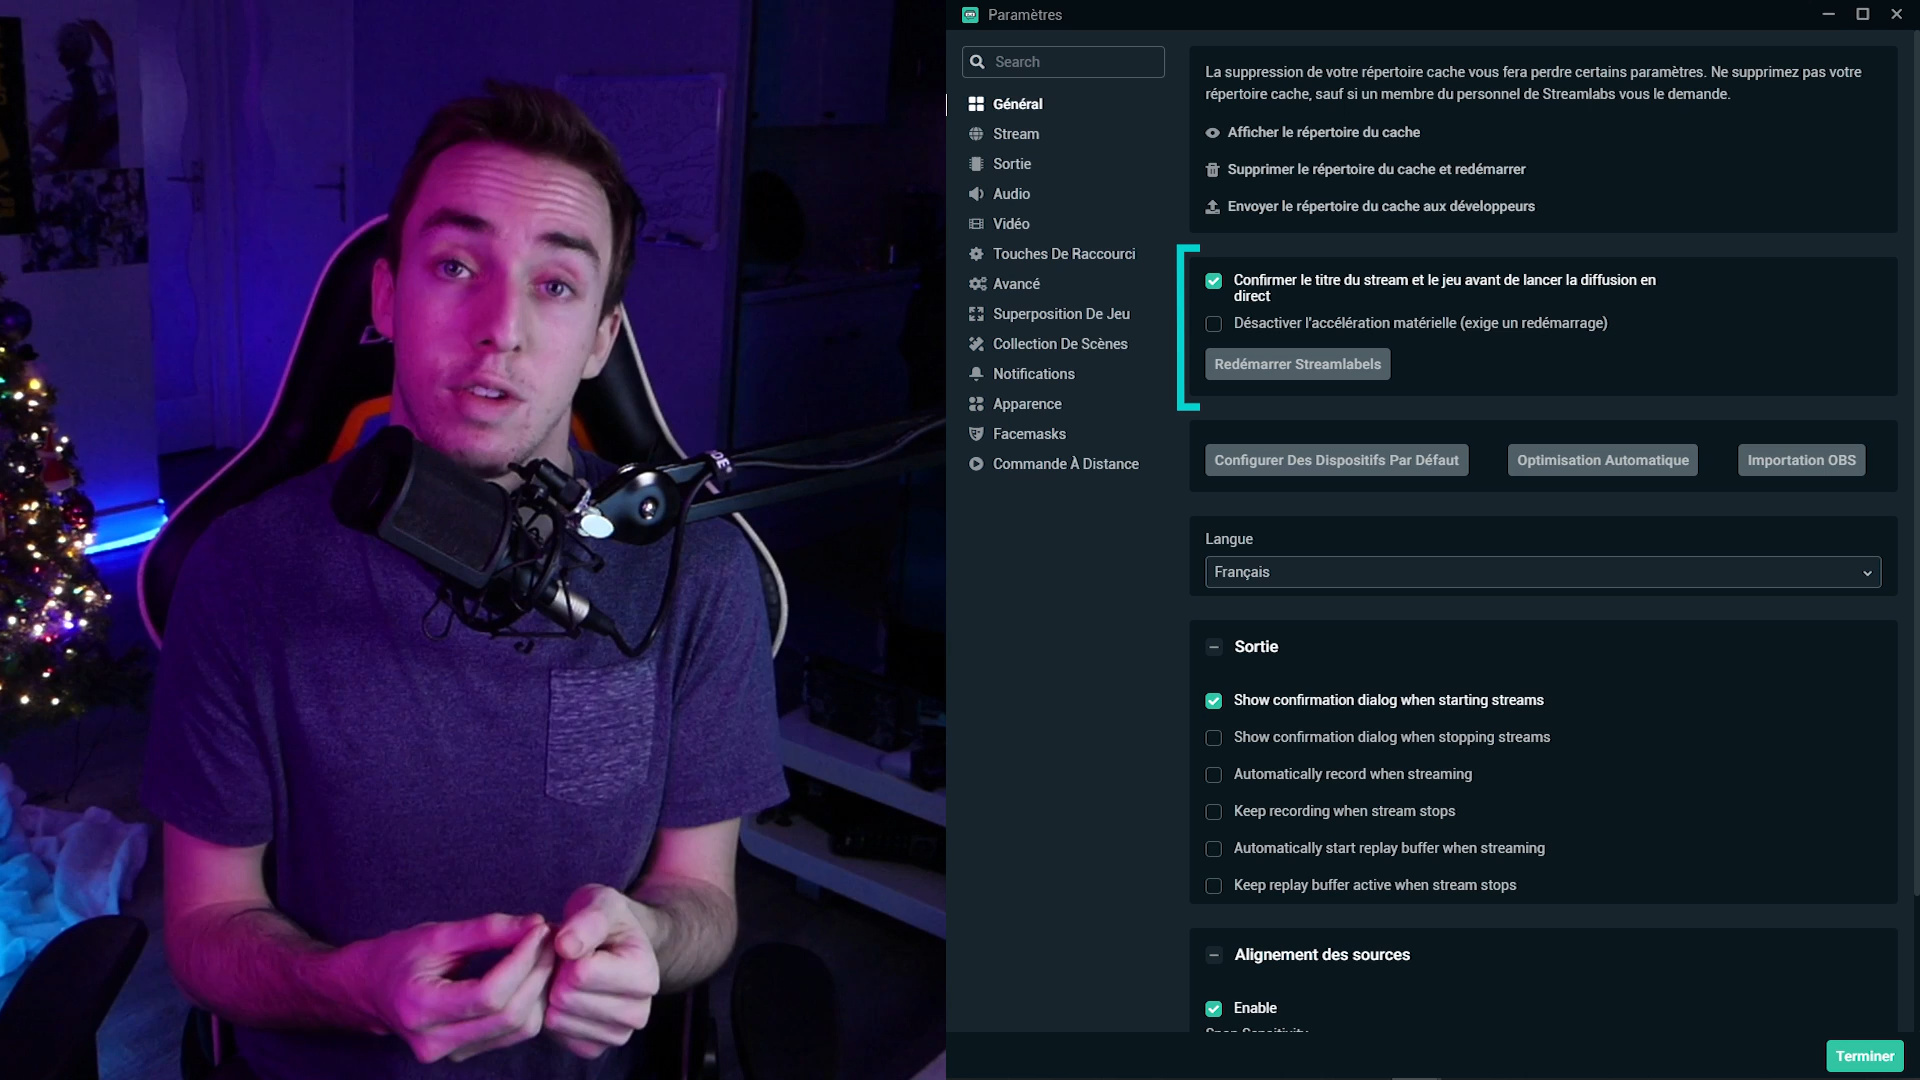 Paramètres
Search
Général
Stream
Sortie
Audio
Vidéo
Touches De Raccourci
Avancé
Superposition De Jeu
Collection De Scènes
Notifications
Apparence
Facemasks
Commande À Distance
La suppression de votre répertoire cache vous fera perdre certains paramètres. Ne supprimez pas votre
répertoire cache, sauf si un membre du personnel de Streamlabs vous le demande.
Afficher le répertoire du cache
Supprimer le répertoire du cache et redémarrer
Envoyer le répertoire du cache aux développeurs
Confirmer le titre du stream et le jeu avant de lancer la diffusion en
direct
Désactiver l'accélération matérielle (exige un redémarrage)
Redémarrer Streamlabels
Configurer Des Dispositifs Par Défaut
Optimisation Automatique
Importation OBS
Langue
Français
Sortie
Show confirmation dialog when starting streams
Show confirmation dialog when stopping streams
Automatically record when streaming
Keep recording when stream stops
Automatically start replay buffer when streaming
Keep replay buffer active when stream stops
Alignement des sources
Enable
Terminer